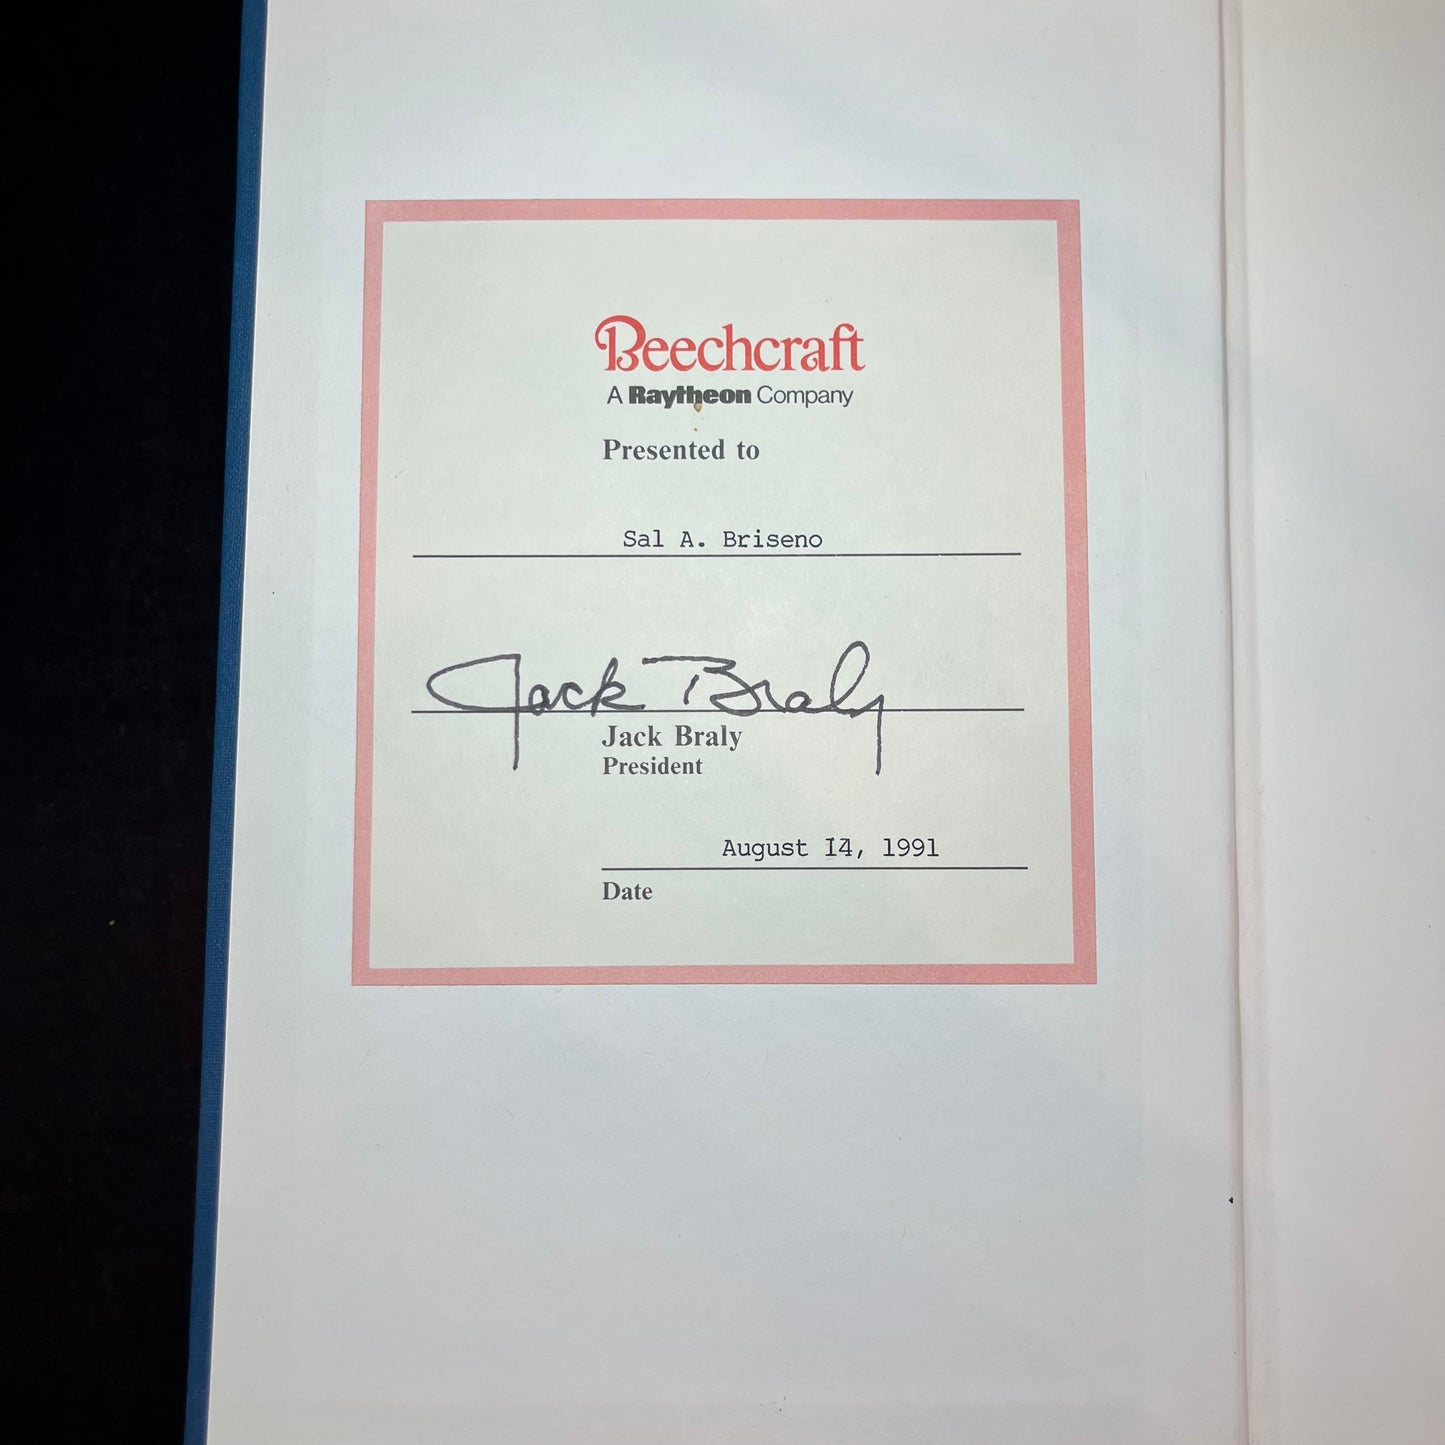 Beechcraft
A Raytheon Company
Presented to
Sal A. Briseno
Jack Braly
Jack Braly
President
August 14, 1991
Date